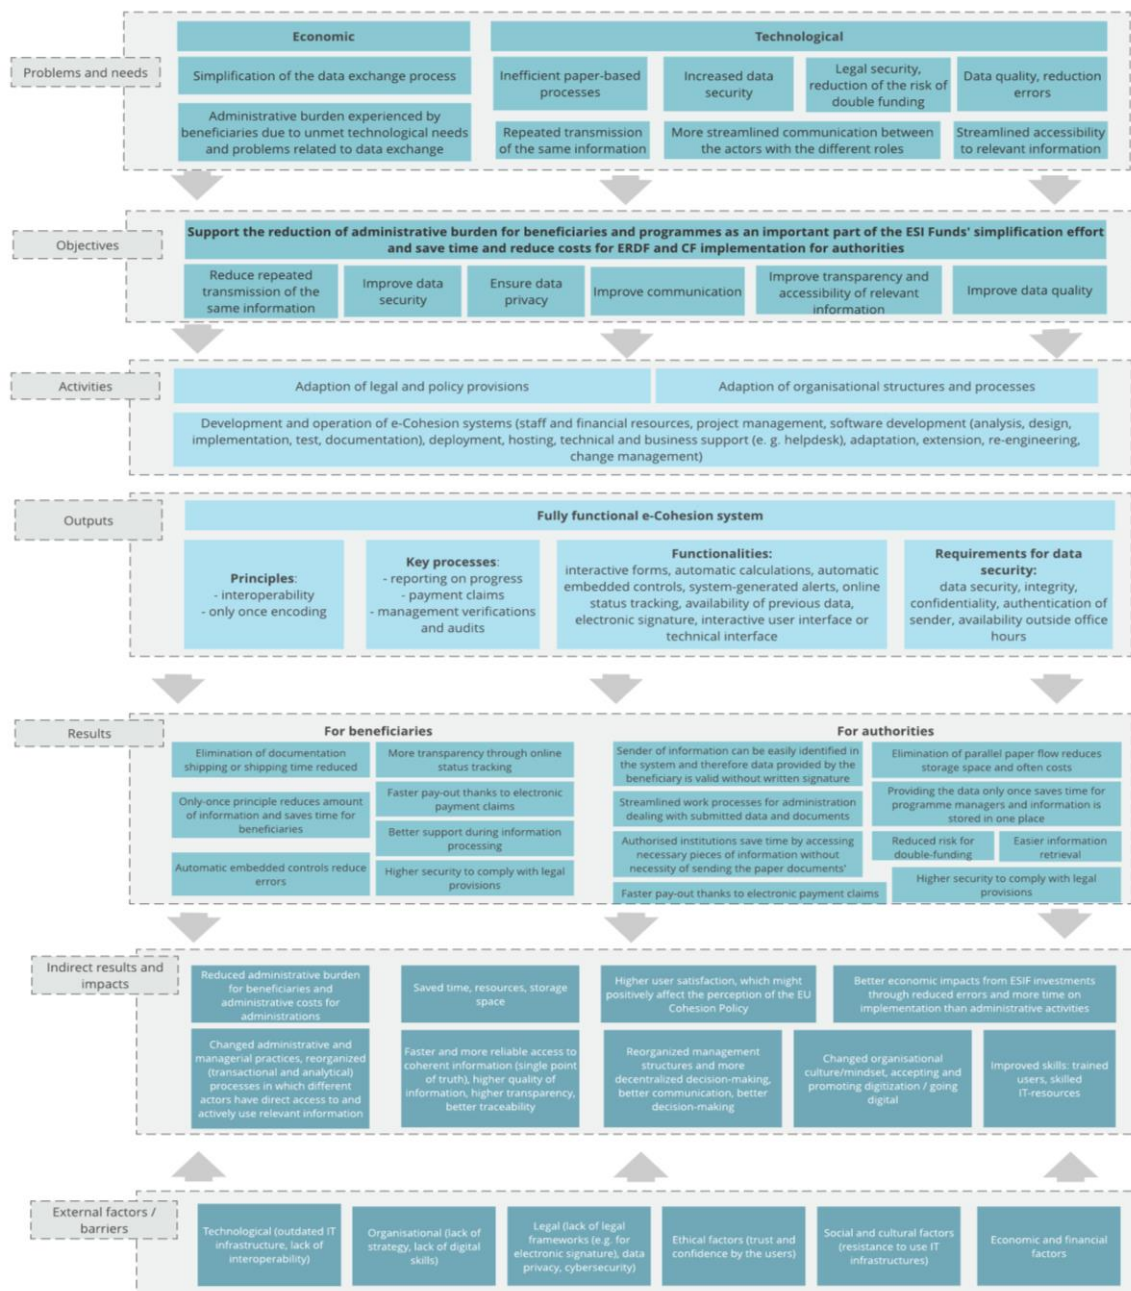 Problems and needs
Economic
Simplification of the data exchange process
Administrative burden experienced by
beneficiaries due to unmet technological needs
and problems related to data exchange
Technological
Inefficient paper-based
processes
Increased data
security
Legal security,
reduction of the risk of
double funding
Data quality, reduction
errors
Repeated transmission
of the same information
More streamlined communication between
the actors with the different roles
Streamlined accessibility
to relevant information
Objectives
Support the reduction of administrative burden for beneficiaries and programmes as an important part of the ESI Funds' simplification effort
and save time and reduce costs for ERDF and CF implementation for authorities
Reduce repeated
transmission of the
same information
Improve data
security
Ensure data
privacy
Improve communication
Improve transparency and
accessibility of relevant
information
Improve data quality
Activities
Adaption of legal and policy provisions
Adaption of organisational structures and processes
Development and operation of e-Cohesion systems (staff and financial resources, project management, software development (analysis, design,
implementation, test, documentation), deployment, hosting, technical and business support (e. g. helpdesk), adaptation, extension, re-engineering,
change management)
Outputs
Fully functional e-Cohesion system
Principles:
- interoperability
- only once encoding
Key processes:
- reporting on progress
- payment claims
- management verifications
and audits
Functionalities:
interactive forms, automatic calculations, automatic
embedded controls, system-generated alerts, online
status tracking, availability of previous data,
electronic signature, interactive user interface or
technical interface
Requirements for data
security:
data security, integrity,
confidentiality, authentication of
sender, availability outside office
hours
Results
For beneficiaries
Elimination of documentation
shipping or shipping time reduced
Only-once principle reduces amount
of information and saves time for
beneficiaries
Automatic embedded controls reduce
errors
More transparency through online
status tracking
Faster pay-out thanks to electronic
payment claims
Better support during information
processing
Higher security to comply with legal
provisions
For authorities
Sender of information can be easily identified in
the system and therefore data provided by the
beneficiary is valid without written signature
Streamlined work processes for administration
dealing with submitted data and documents
Authorised institutions save time by accessing
necessary pieces of information without
necessity of sending the paper documents'
Faster pay-out thanks to electronic payment claims
Elimination of parallel paper flow reduces
storage space and often costs
Providing the data only once saves time for
programme managers and information is
stored in one place
Reduced risk for
double-funding
Easier information
retrieval
Higher security to comply with legal
provisions
Indirect results and
impacts
Reduced administrative burden
for beneficiaries and
administrative costs for
administrations
Saved time, resources, storage
space
Higher user satisfaction, which might
positively affect the perception of the EU
Cohesion Policy
Better economic impacts from ESIF investments
through reduced errors and more time on
implementation than administrative activities
Changed administrative and
managerial practices, reorganized
(transactional and analytical)
processes in which different
actors have direct access to and
actively use relevant information
Faster and more reliable access to
coherent information (single point
of truth), higher quality of
information, higher transparency,
better traceability
Reorganized management
structures and more
decentralized decision-making,
better communication, better
decision-making
Changed organisational
culture/mindset, accepting and
promoting digitization / going
digital
Improved skills: trained
users, skilled
IT-resources
External factors /
barriers
Technological (outdated IT
infrastructure, lack of
interoperability)
Organisational (lack of
strategy, lack of digital
skills)
Legal (lack of legal
frameworks (e.g. for
electronic signature), data
privacy, cybersecurity)
Ethical factors (trust and
confidence by the users)
Social and cultural factors
(resistance to use IT
infrastructures)
Economic and financial
factors